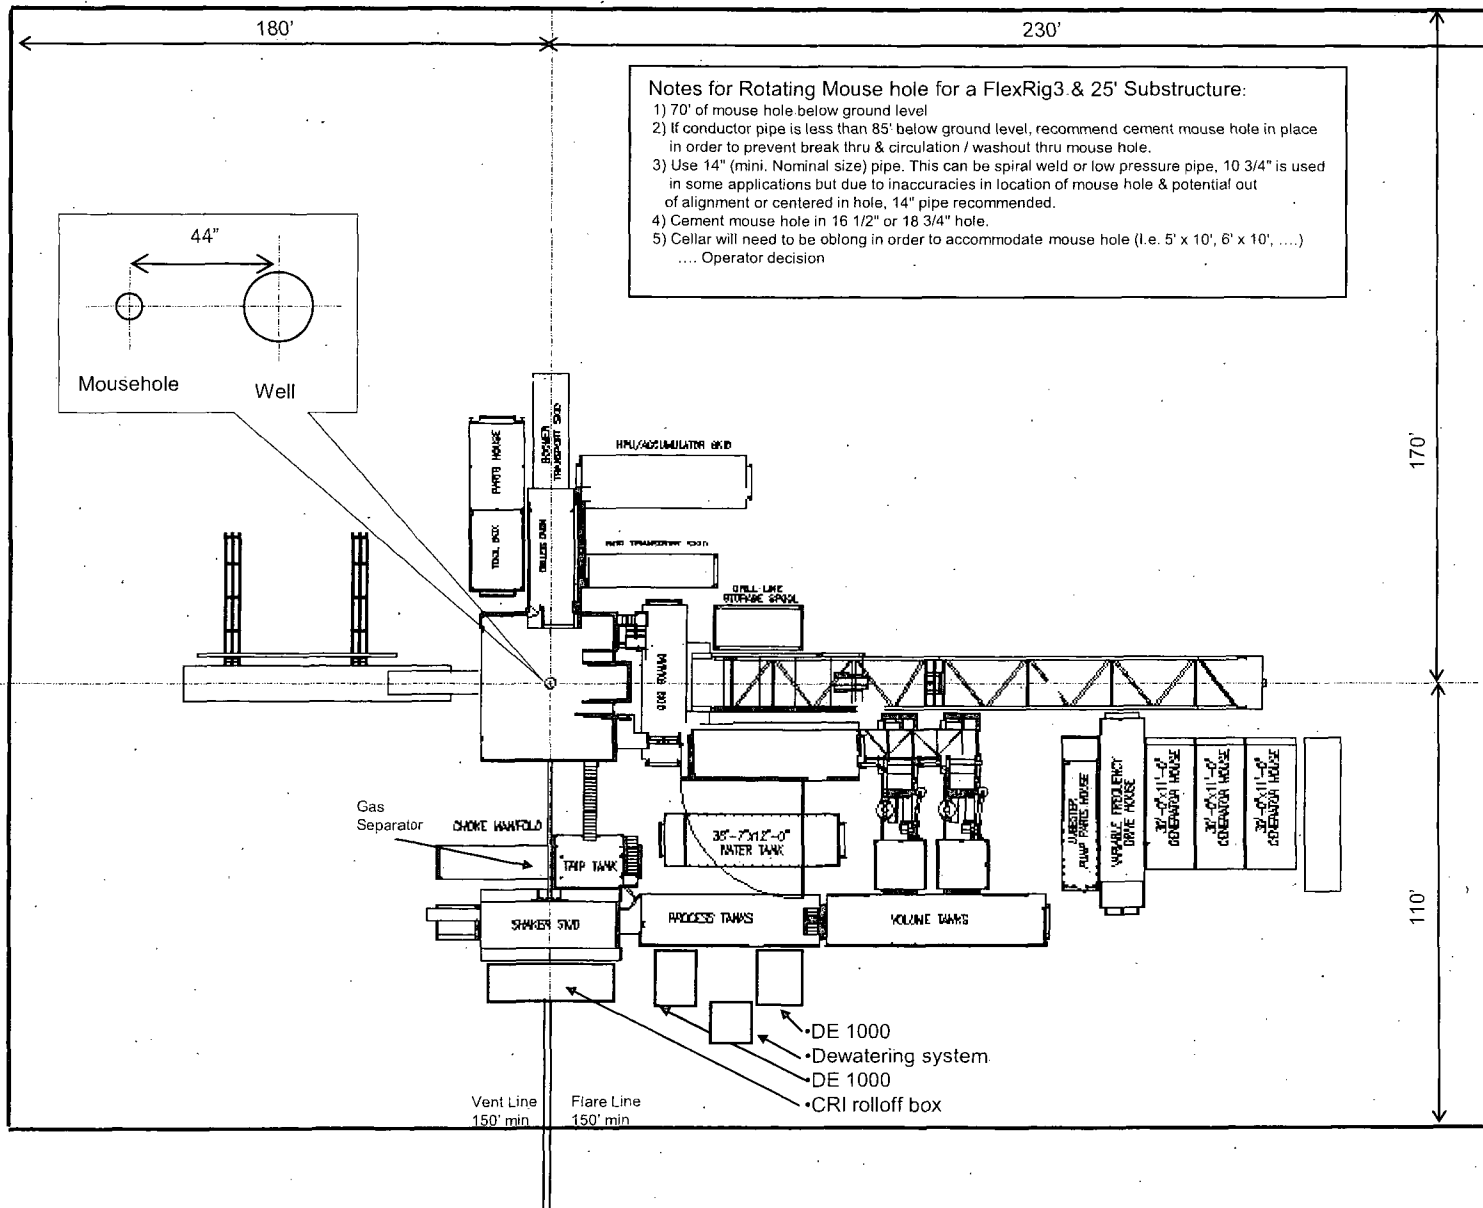 180'
230'
Notes for Rotating Mouse hole for a FlexRig3 & 25' Substructure:
1) 70' of mouse hole below ground level
2) If conductor pipe is less than 85' below ground level, recommend cement mouse hole in place
in order to prevent break thru & circulation / washout thru mouse hole.
3) Use 14" (mini. Nominal size) pipe. This can be spiral weld or low pressure pipe, 10 3/4" is used
in some applications but due to inaccuracies in location of mouse hole & potential out
of alignment or centered in hole, 14" pipe recommended.
4) Cement mouse hole in 16 1/2" or 18 3/4" hole.
5) Cellar will need to be oblong in order to accommodate mouse hole (I.e. 5' x 10', 6' x 10', ....)
.... Operator decision
44"
Mousehole
Well
170'
PARTS HOUSE
TOOL BOX
TRANSPORT SKID
HPU/ACCUMULATOR SKID
DRILL LINE
STORAGE SPOOL
Gas
Separator
CHOKE MANIFOLD
TRIP TANK
WATER TANK
PUMP PARTS HOUSE
VARIABLE FREQUENCY
DRIVE HOUSE
GENERATOR HOUSE
GENERATOR HOUSE
GENERATOR HOUSE
SHAKER SKID
PROCESS TANKS
VOLUME TANKS
110'
•DE 1000
•Dewatering system
•DE 1000
•CRI rolloff box
Vent Line
150' min
Flare Line
150' min